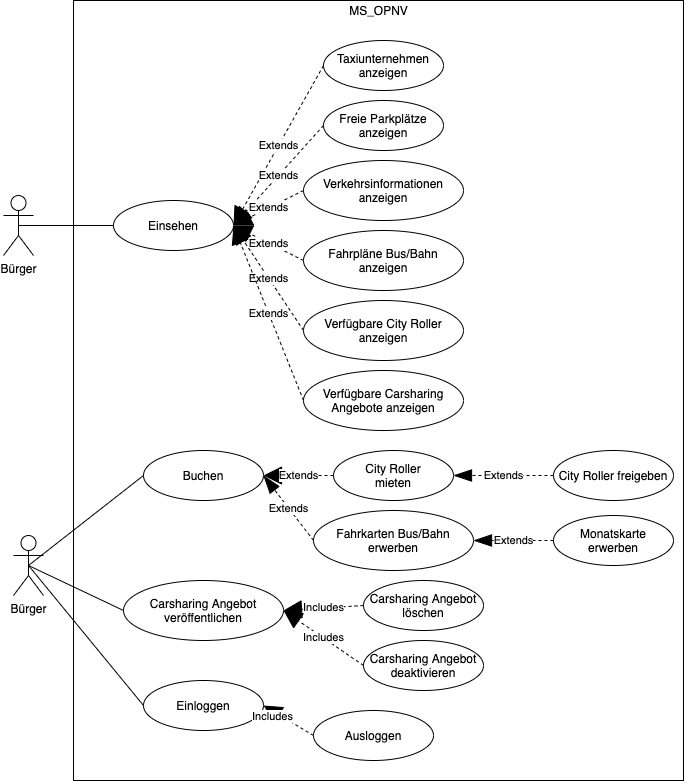 MS_OPNV
Taxiunternehmen
anzeigen
Extends
Freie Parkplätze
anzeigen
Extends
Verkehrsinformationen
anzeigen
Extends
Bürger
Einsehen
Extends
Fahrpläne Bus/Bahn
anzeigen
Extends
Verfügbare City Roller
anzeigen
Extends
Verfügbare Carsharing
Angebote anzeigen
Buchen
Extends
City Roller
mieten
Extends
City Roller freigeben
Extends
Fahrkarten Bus/Bahn
erwerben
Extends
Monatskarte
erwerben
Bürger
Carsharing Angebot
veröffentlichen
Includes
Carsharing Angebot
löschen
Includes
Carsharing Angebot
deaktivieren
Einloggen
Includes
Ausloggen